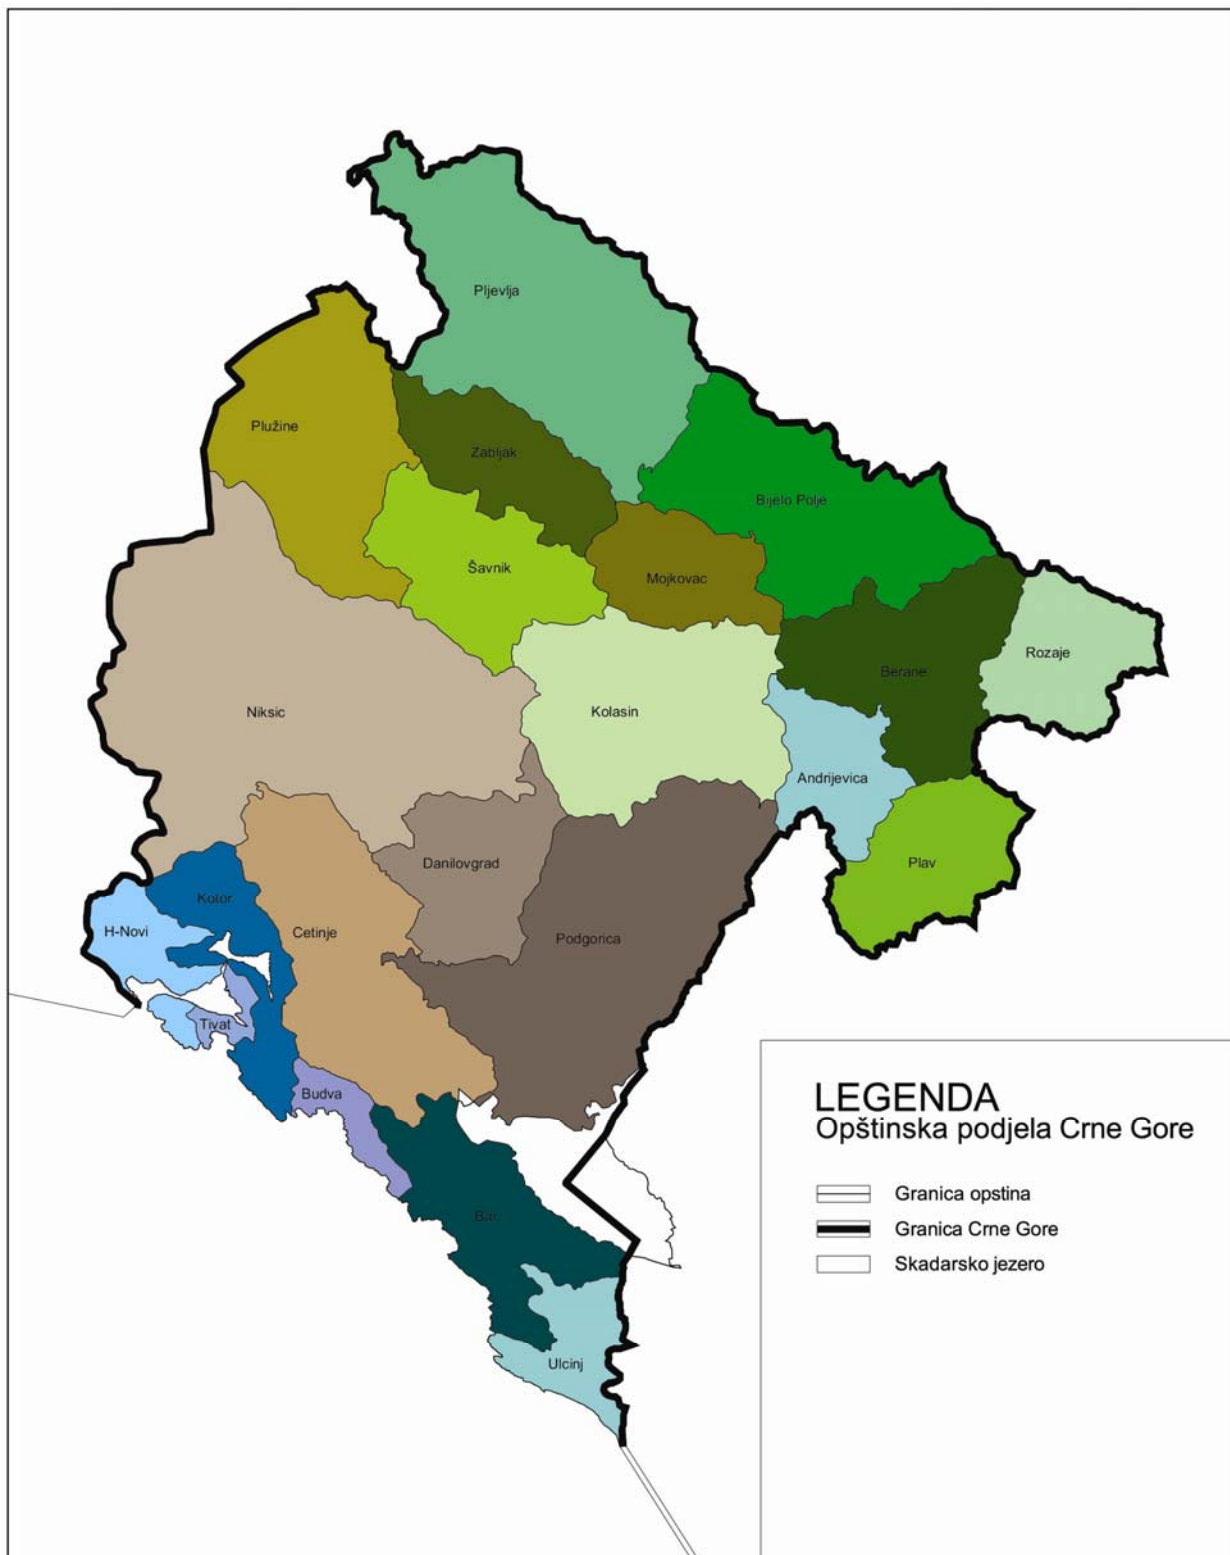 Pljevlja
Plužine
Zabljak
Bijelo Polje
Šavnik
Mojkovac
Rozaje
Berane
Niksic
Kolasin
Andrijevica
Danilovgrad
Plav
Kotor
H-Novi
Cetinje
Podgorica
Tivat
Budva
Bar
Ulcinj
LEGENDA
Opštinska podjela Crne Gore
Granica opstina
Granica Crne Gore
Skadarsko jezero